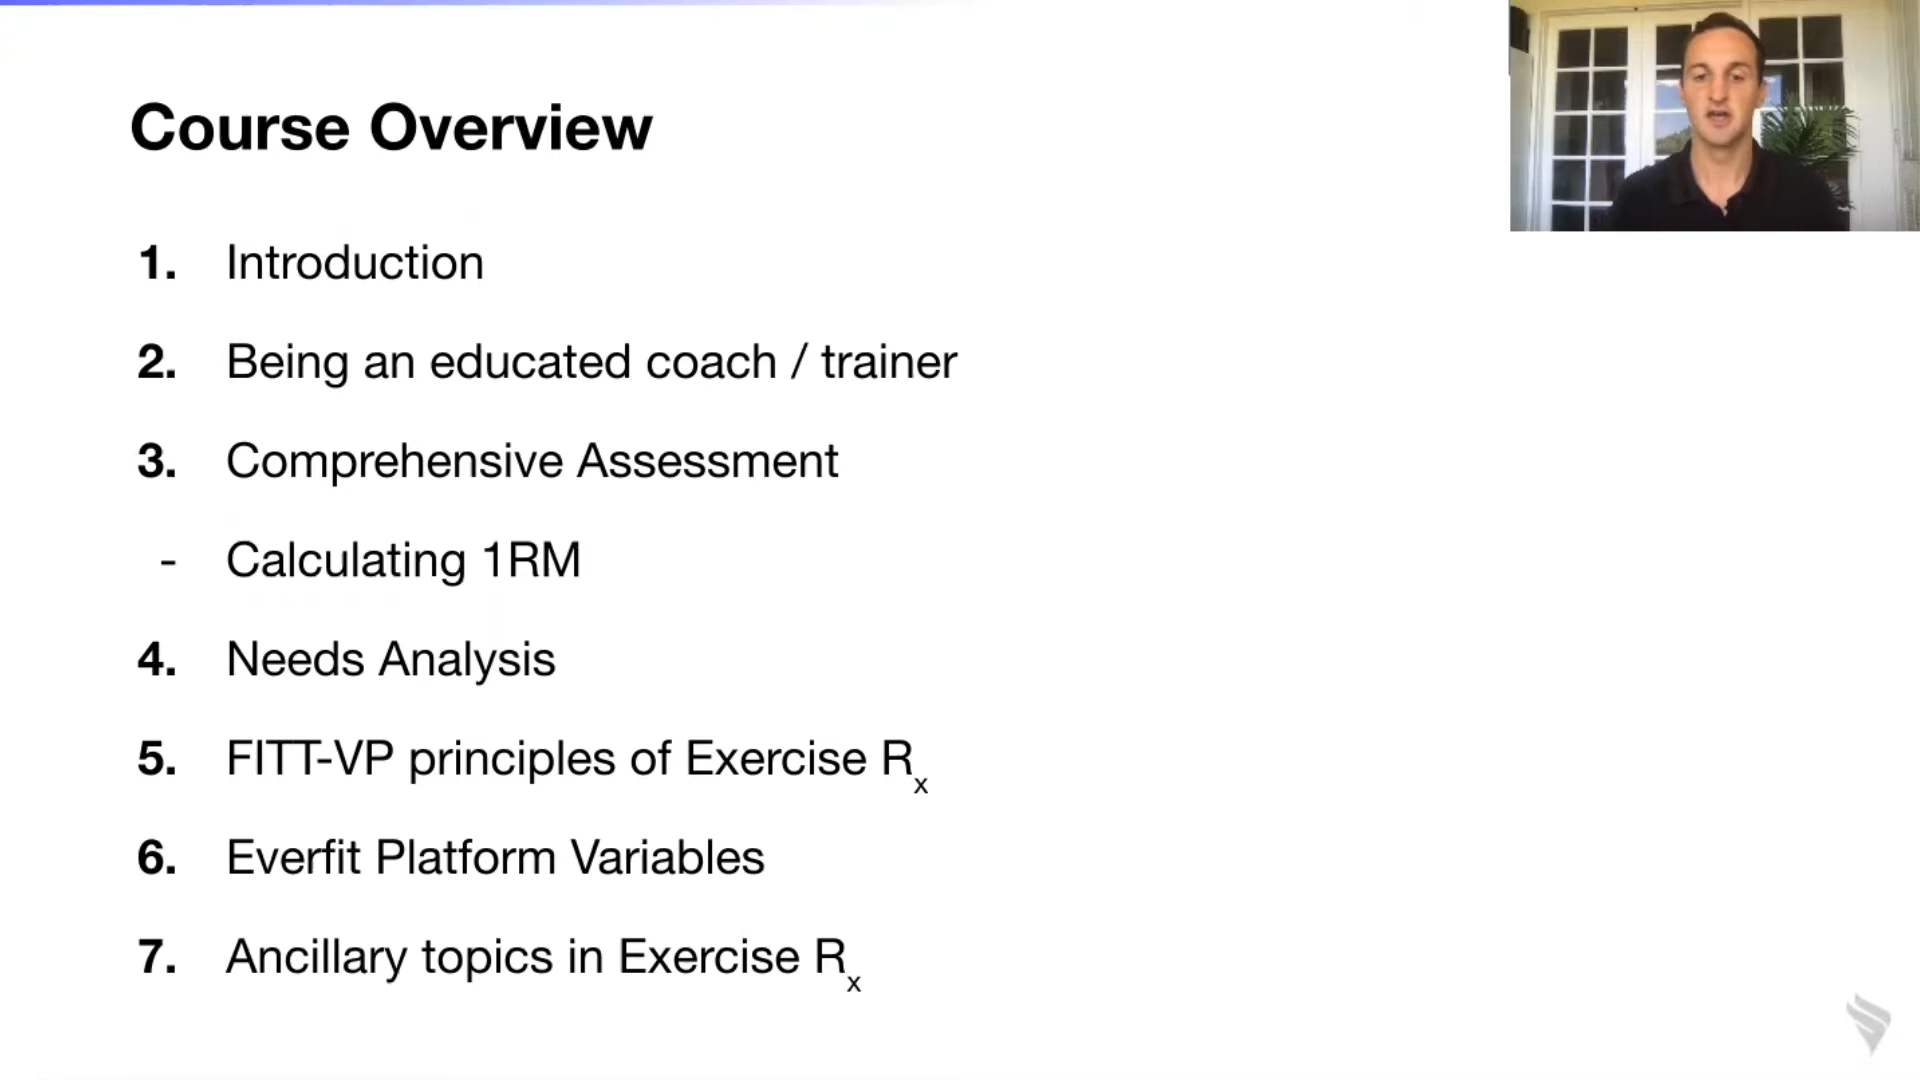 Course Overview
1. Introduction
2. Being an educated coach / trainer
3. Comprehensive Assessment
- Calculating 1RM
4. Needs Analysis
5. FITT-VP principles of Exercise Rx
6. Everfit Platform Variables
7. Ancillary topics in Exercise Rx